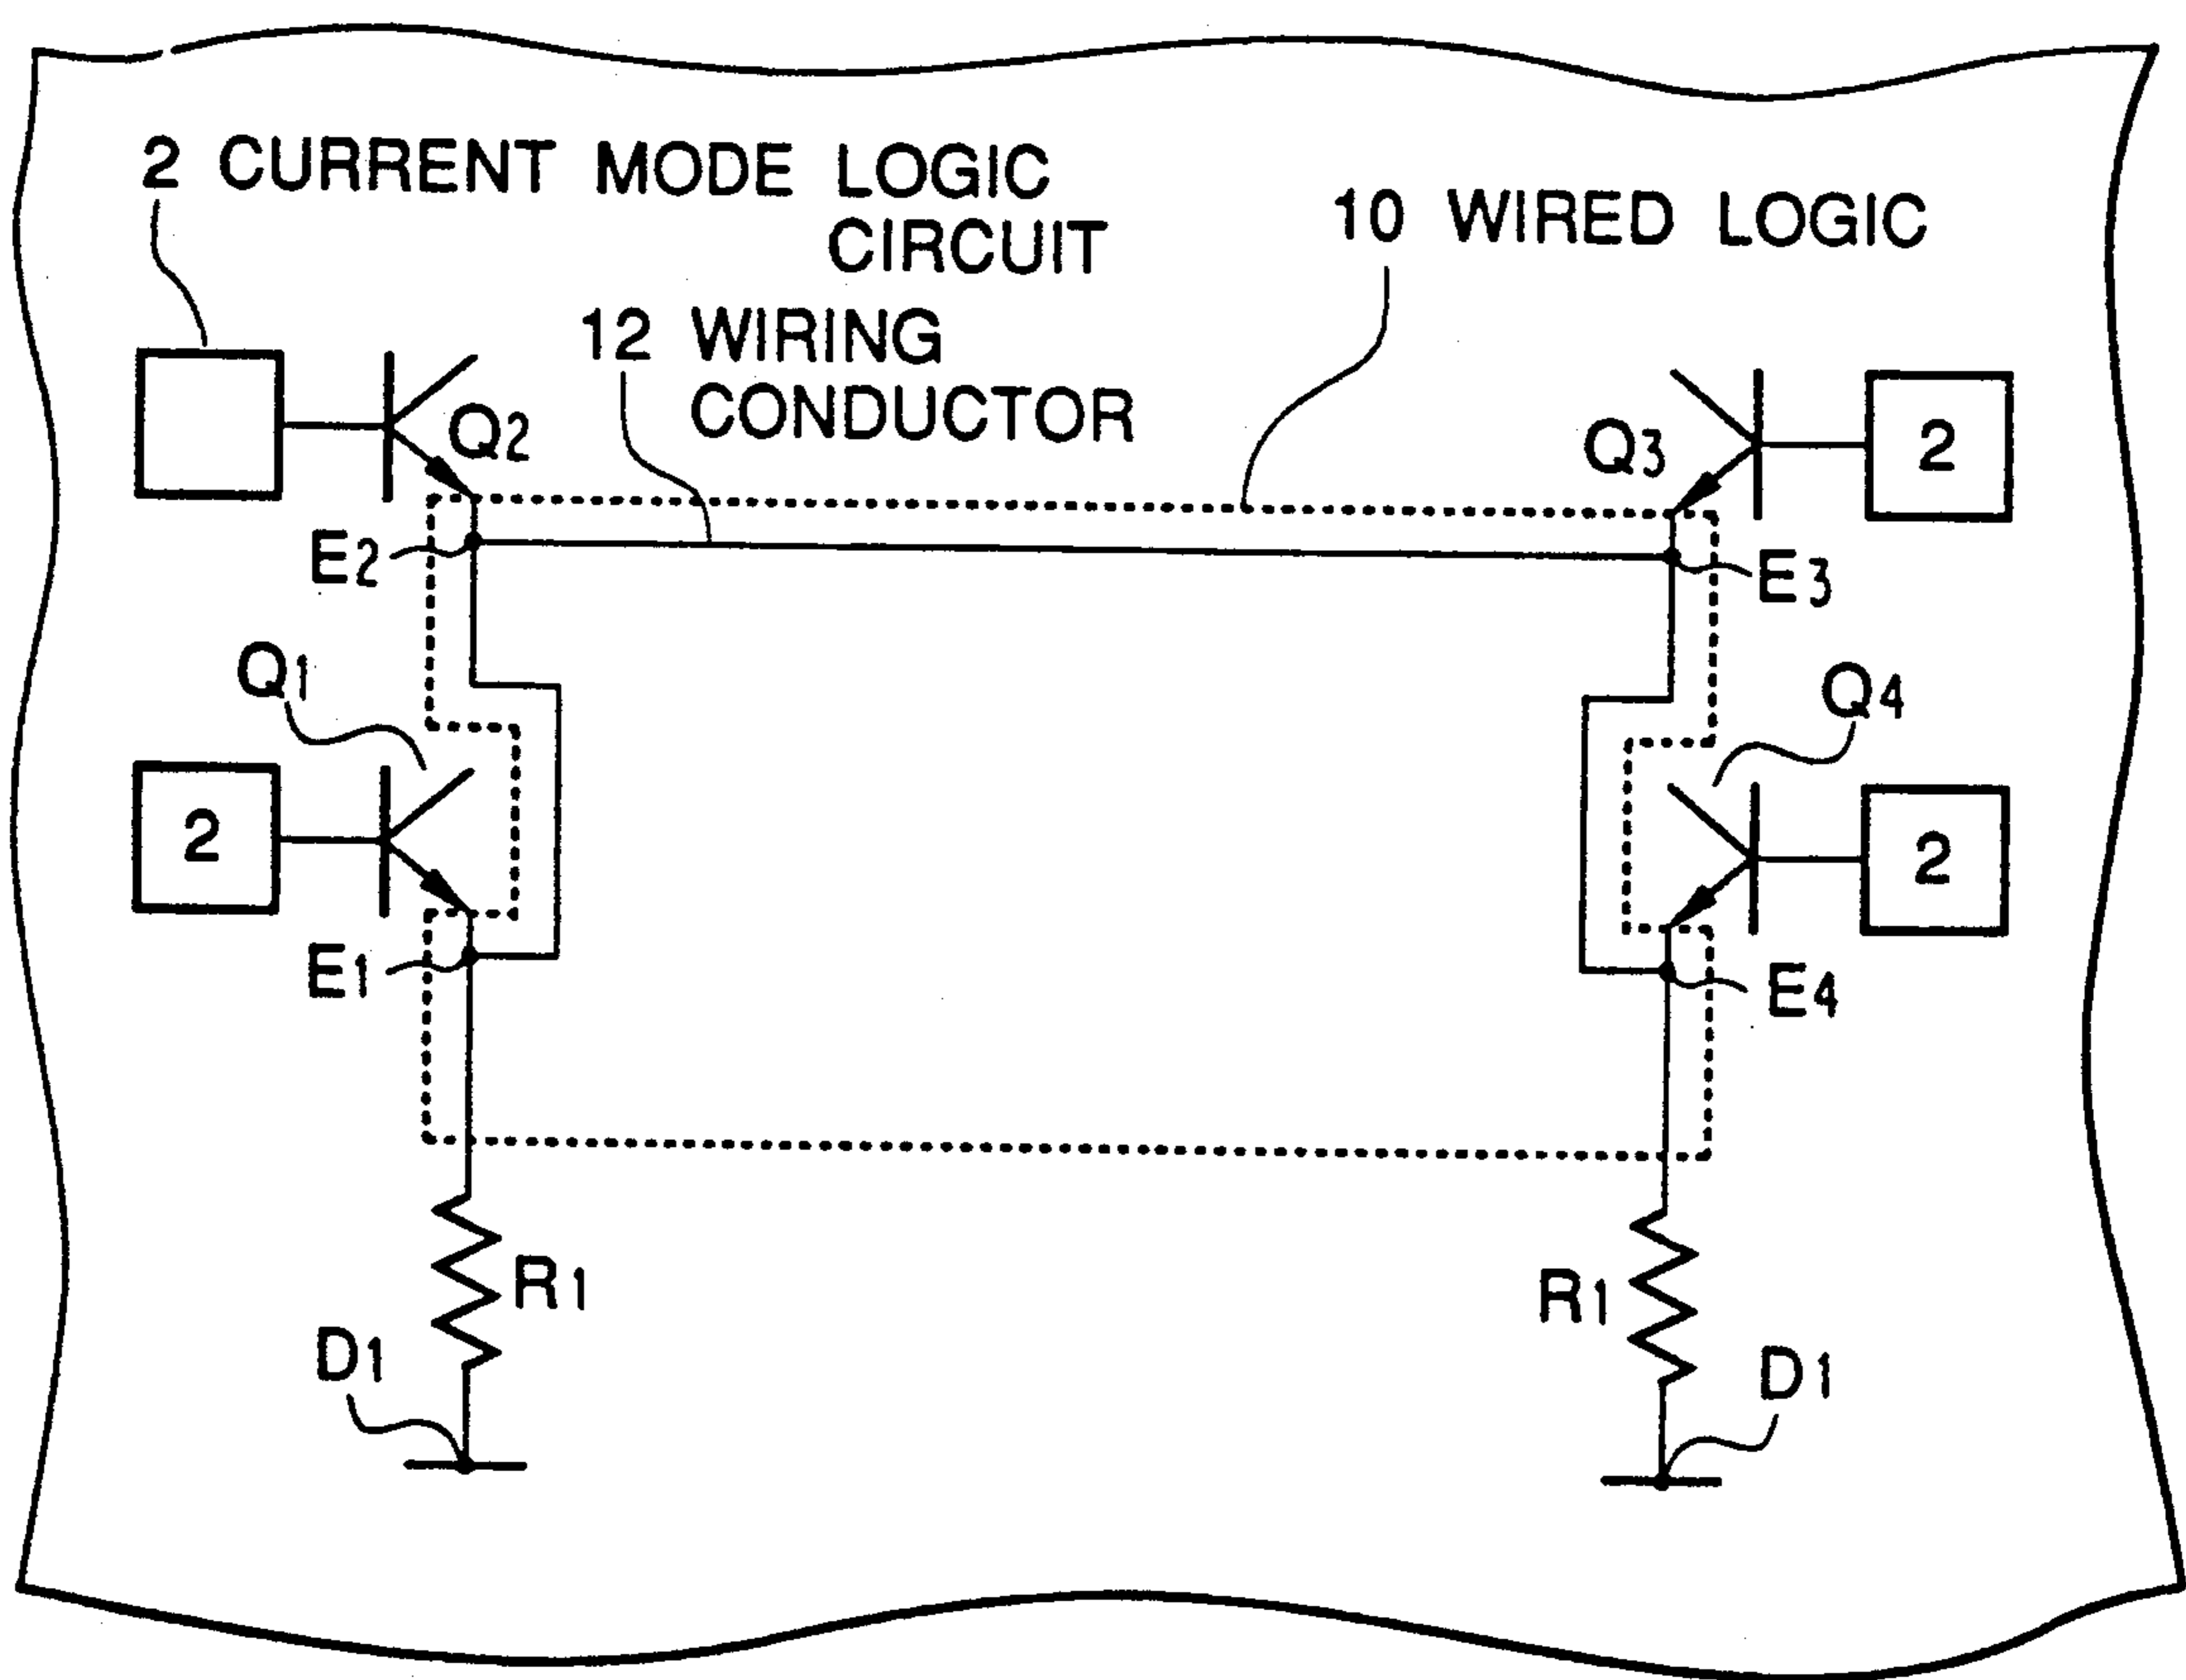 2 CURRENT MODE LOGIC
CIRCUIT
10 WIRED LOGIC
12 WIRING
CONDUCTOR
Q2
Q3
2
E2
E3
Q1
Q4
2
2
E1
E4
R1
R1
D1
D1